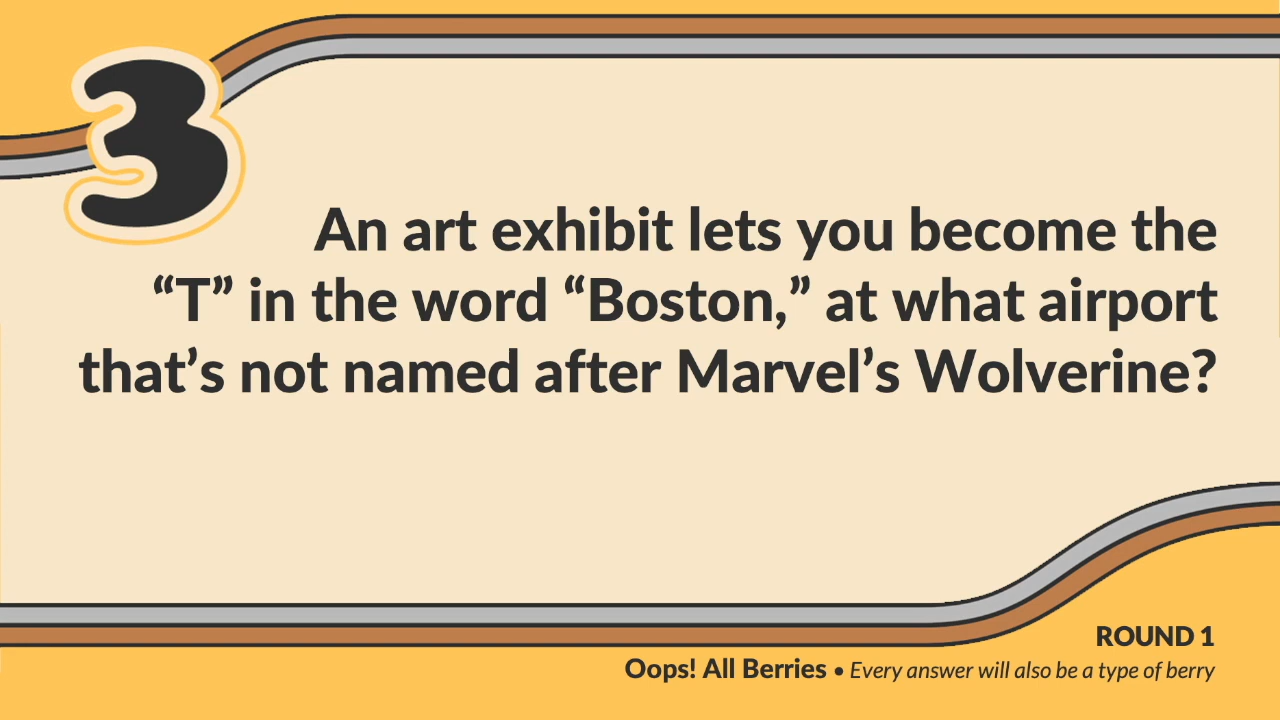 3
An art exhibit lets you become the
“T” in the word “Boston,” at what airport
that’s not named after Marvel’s Wolverine?
ROUND 1
Oops! All Berries • Every answer will also be a type of berry